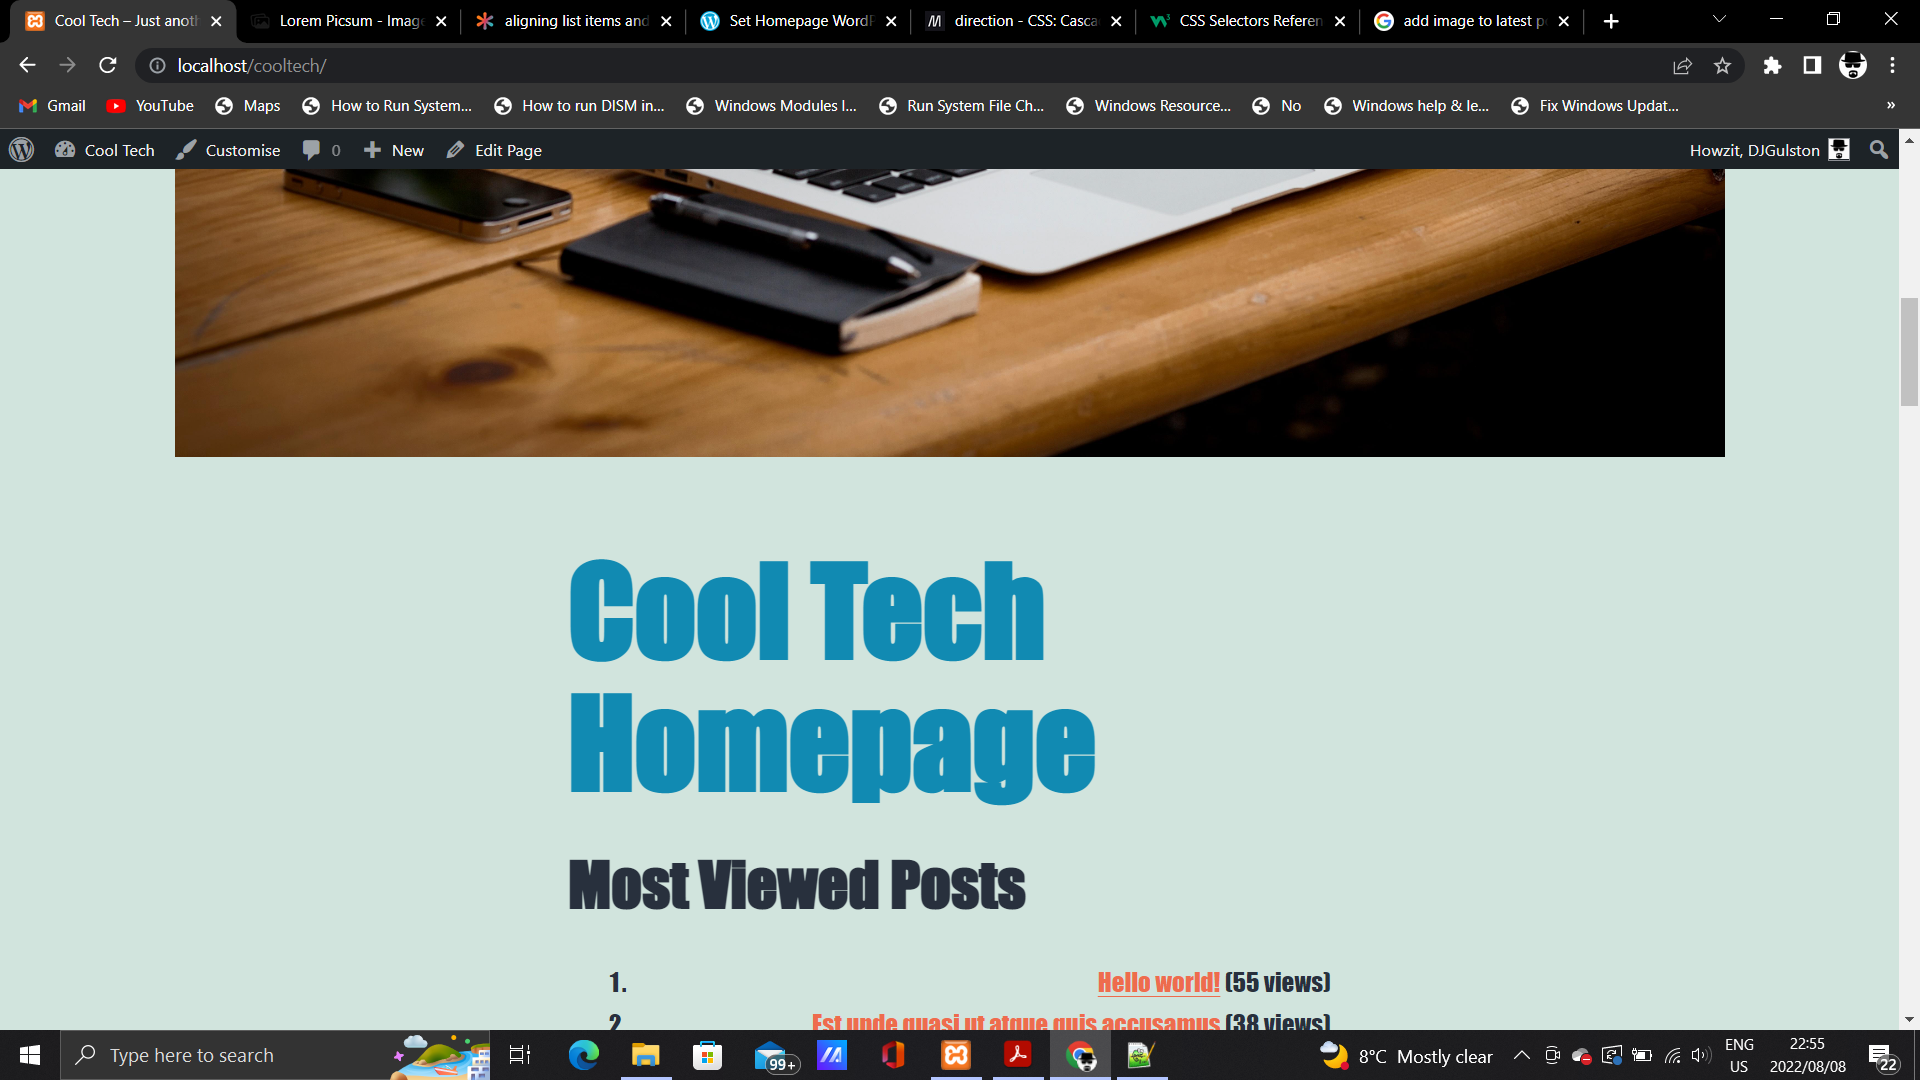 Cool Tech – Just anoth
Lorem Picsum - Image
aligning list items and
Set Homepage WordP
direction - CSS: Casca
CSS Selectors Referen
add image to latest p
localhost/cooltech/
Gmail
YouTube
Maps
How to Run System...
How to run DISM in...
Windows Modules I...
Run System File Ch...
Windows Resource...
No
Windows help & le...
Fix Windows Updat...
»
Cool Tech
Customise
0
New
Edit Page
Howzit, DJGulston
Cool Tech
Homepage
Most Viewed Posts
1. Hello world! (55 views)
2. Est unde quasi ut atque quis accusamus (38 views)
Type here to search
99+
8°C Mostly clear
ENG
US
22:55
2022/08/08
22